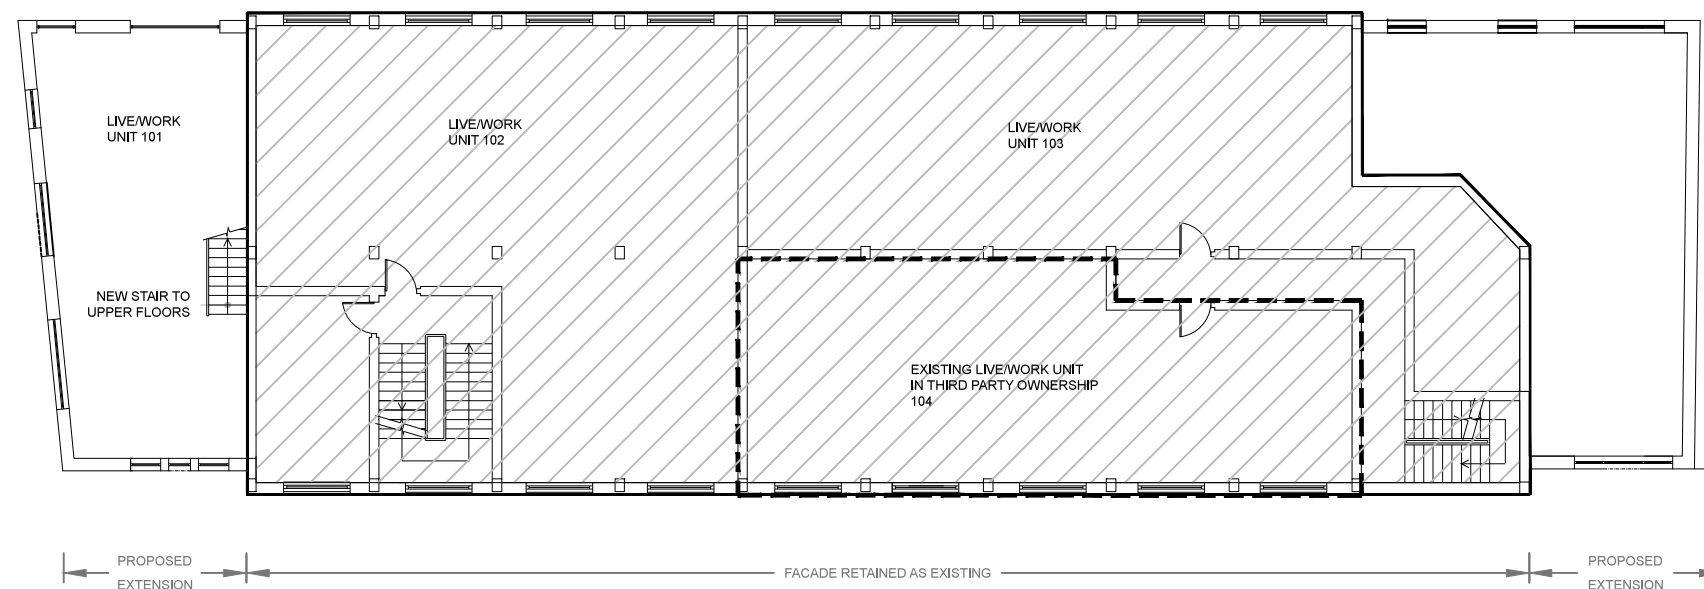 LIVE/WORK
UNIT 101
LIVE/WORK
UNIT 102
LIVE/WORK
UNIT 103
NEW STAIR TO
UPPER FLOORS
EXISTING LIVE/WORK UNIT
IN THIRD PARTY OWNERSHIP
104
PROPOSED
EXTENSION
FACADE RETAINED AS EXISTING
PROPOSED
EXTENSION